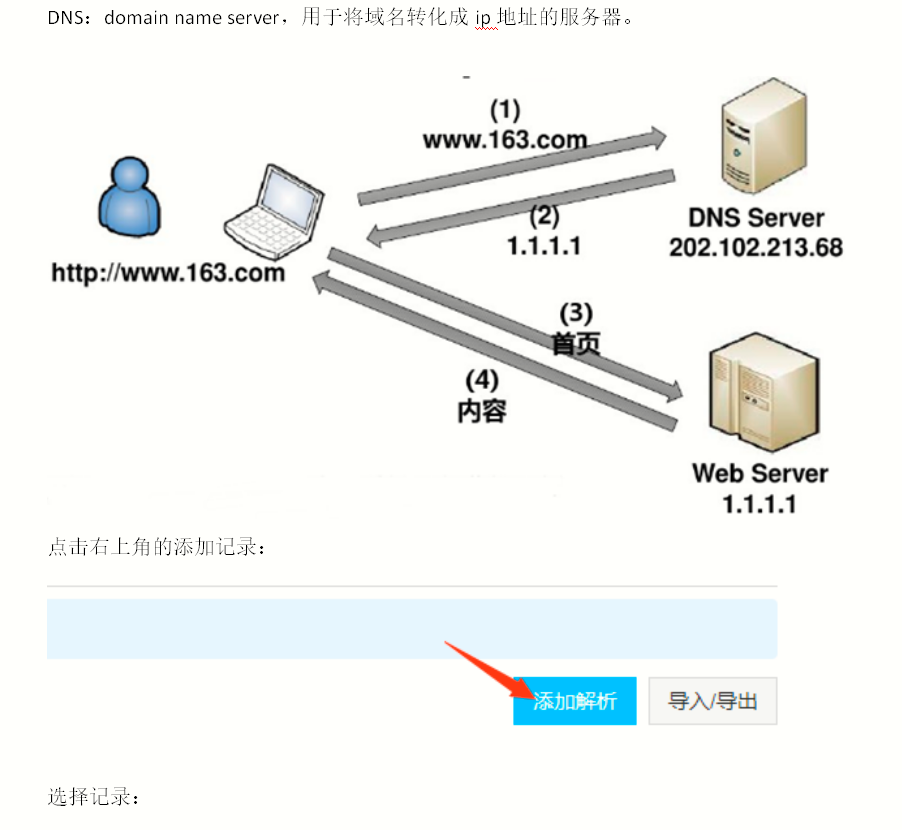 DNS：domain name server，用于将域名转化成 ip 地址的服务器。
(1)
www.163.com
(2)
1.1.1.1
DNS Server
202.102.213.68
http://www.163.com
(3)
首页
(4)
内容
Web Server
1.1.1.1
点击右上角的添加记录：
添加解析
导入/导出
选择记录：